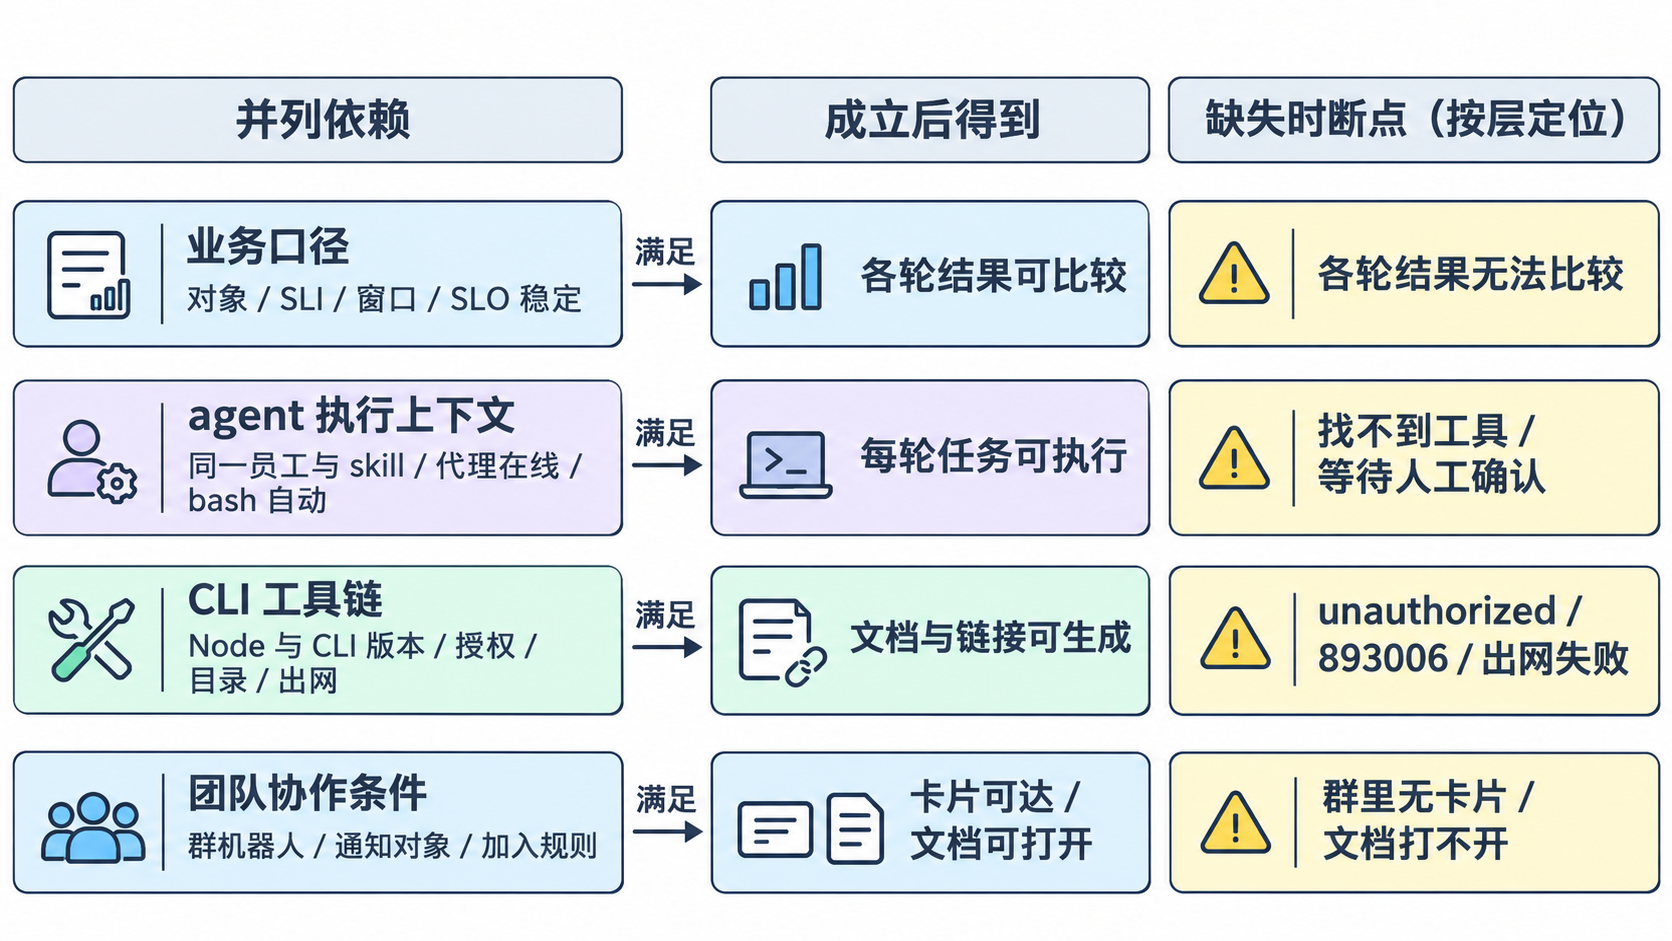 并列依赖
成立后得到
缺失时断点（按层定位）
业务口径
对象 / SLI / 窗口 / SLO 稳定
满足
各轮结果可比较
各轮结果无法比较
agent 执行上下文
同一员工与 skill / 代理在线 /
bash 自动
满足
每轮任务可执行
找不到工具 /
等待人工确认
CLI 工具链
Node 与 CLI 版本 / 授权 /
目录 / 出网
满足
文档与链接可生成
unauthorized /
893006 / 出网失败
团队协作条件
群机器人 / 通知对象 / 加入规则
满足
卡片可达 /
文档可打开
群里无卡片 /
文档打不开